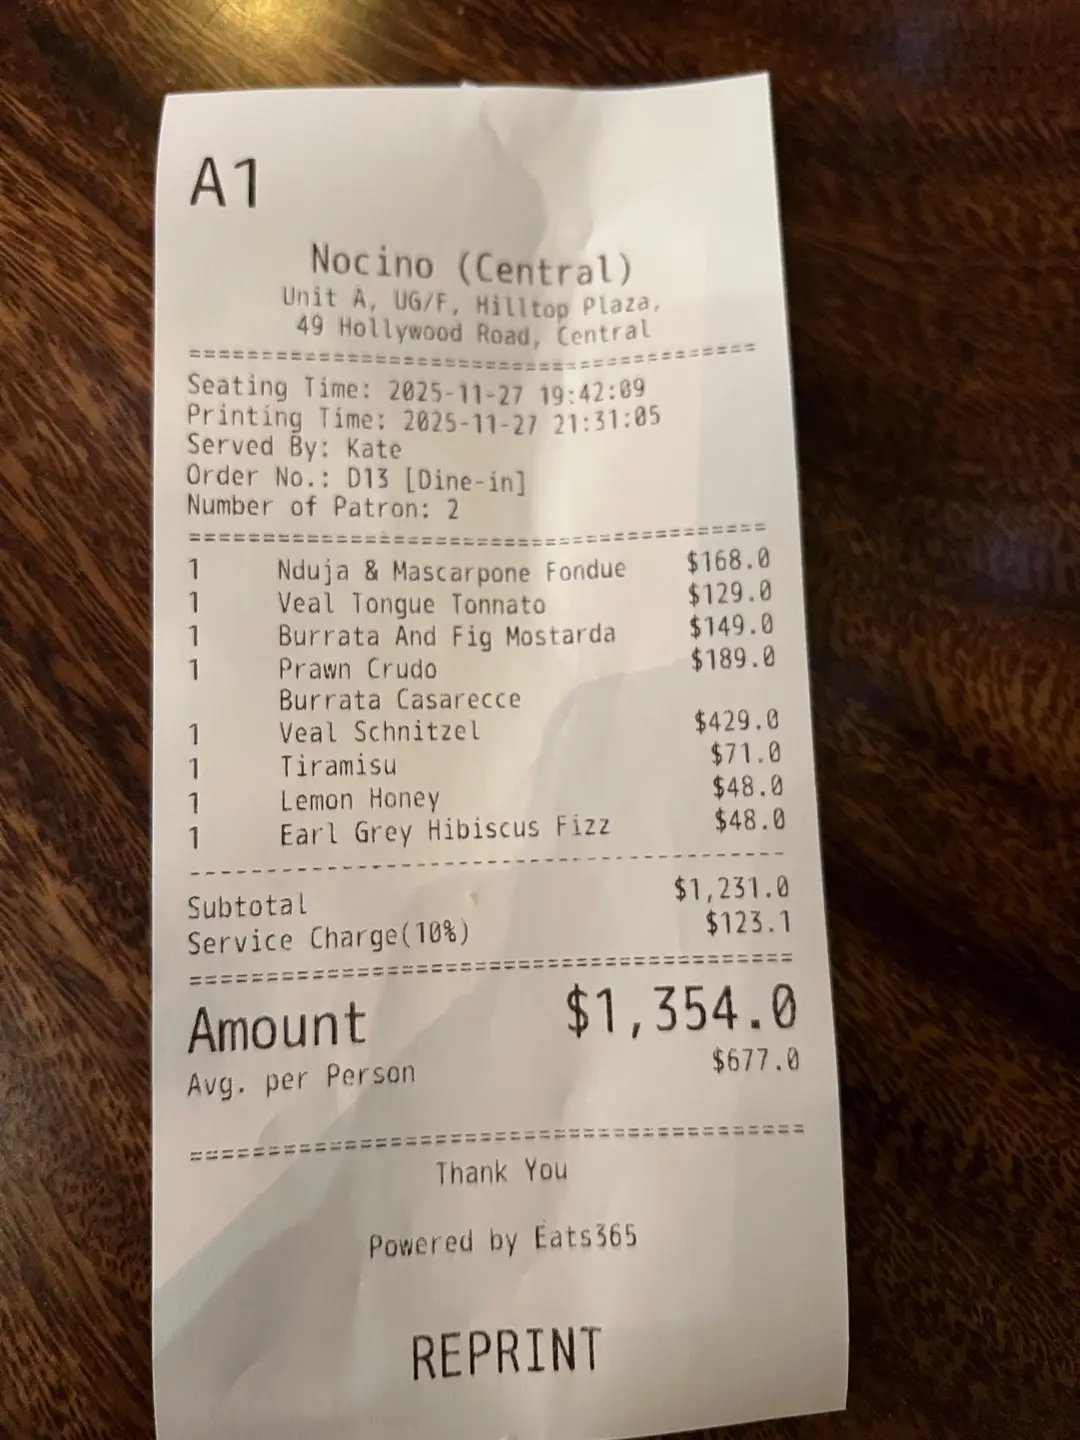 A1
Nocino (Central)
Unit A, UG/F, Hilltop Plaza,
49 Hollywood Road, Central
========================================
Seating Time: 2025-11-27 19:42:09
Printing Time: 2025-11-27 21:31:05
Served By: Kate
Order No.: D13 [Dine-in]
Number of Patron: 2
========================================
1 Nduja & Mascarpone Fondue $168.0
1 Veal Tongue Tonnato $129.0
1 Burrata And Fig Mostarda $149.0
1 Prawn Crudo $189.0
Burrata Casarecce
1 Veal Schnitzel $429.0
1 Tiramisu $71.0
1 Lemon Honey $48.0
1 Earl Grey Hibiscus Fizz $48.0
----------------------------------------
Subtotal $1,231.0
Service Charge(10%) $123.1
========================================
Amount $1,354.0
Avg. per Person $677.0
========================================
Thank You
Powered by Eats365
REPRINT